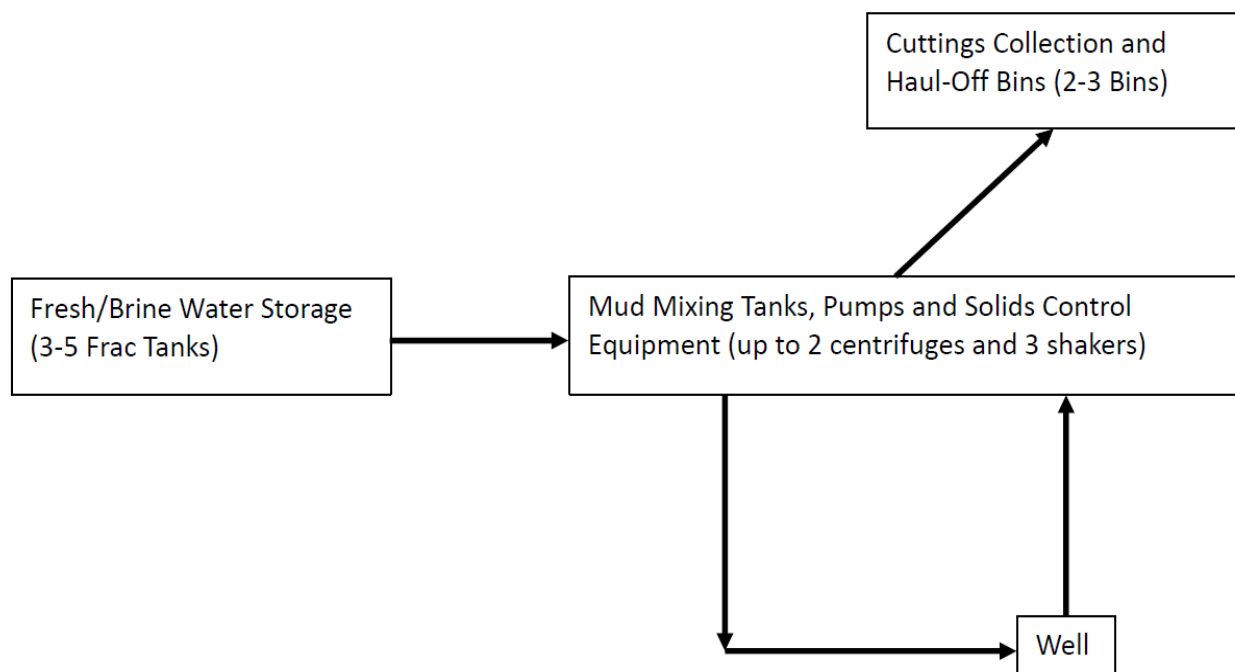 Cuttings Collection and
Haul-Off Bins (2-3 Bins)
Fresh/Brine Water Storage
(3-5 Frac Tanks)
Mud Mixing Tanks, Pumps and Solids Control
Equipment (up to 2 centrifuges and 3 shakers)
Well